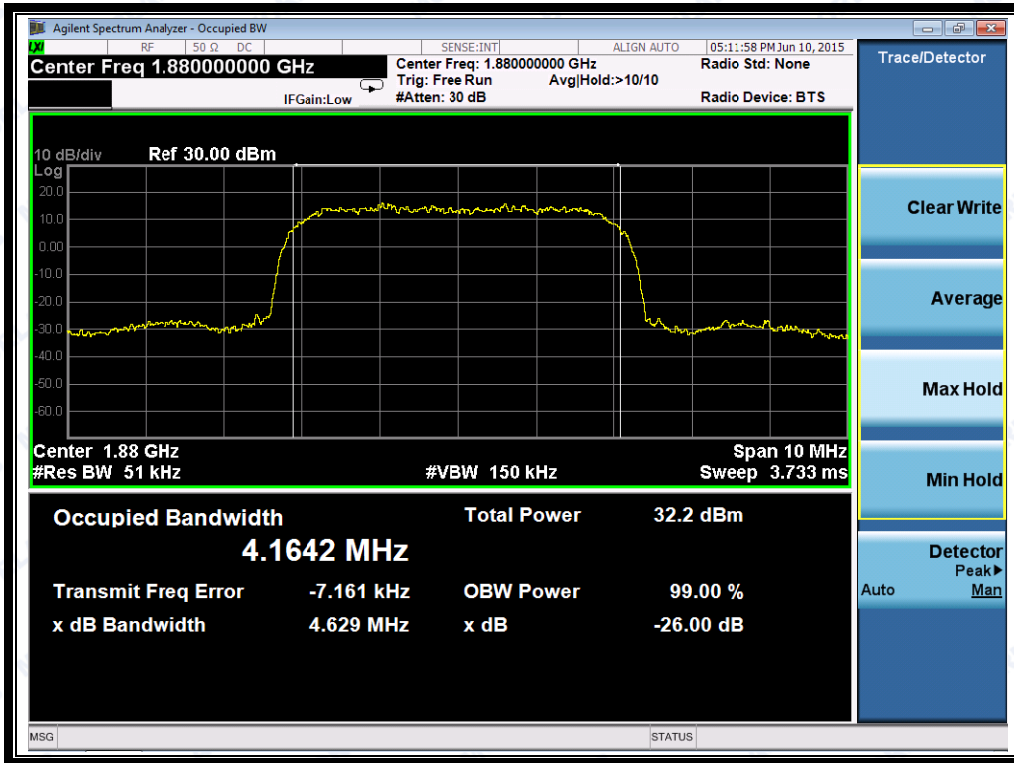 Agilent Spectrum Analyzer - Occupied BW
LXI RF 50 Ω DC SENSE:INT ALIGN AUTO 05:11:58 PM Jun 10, 2015
Center Freq 1.880000000 GHz Center Freq: 1.880000000 GHz Radio Std: None
Trig: Free Run Avg|Hold:>10/10
IFGain:Low #Atten: 30 dB Radio Device: BTS
10 dB/div Ref 30.00 dBm
Log
20.0
10.0
0.00
-10.0
-20.0
-30.0
-40.0
-50.0
-60.0
Center 1.88 GHz Span 10 MHz
#Res BW 51 kHz #VBW 150 kHz Sweep 3.733 ms
Occupied Bandwidth Total Power 32.2 dBm
4.1642 MHz
Transmit Freq Error -7.161 kHz OBW Power 99.00 %
x dB Bandwidth 4.629 MHz x dB -26.00 dB
MSG STATUS
Trace/Detector
Clear Write
Average
Max Hold
Min Hold
Detector
Peak▶
Auto Man